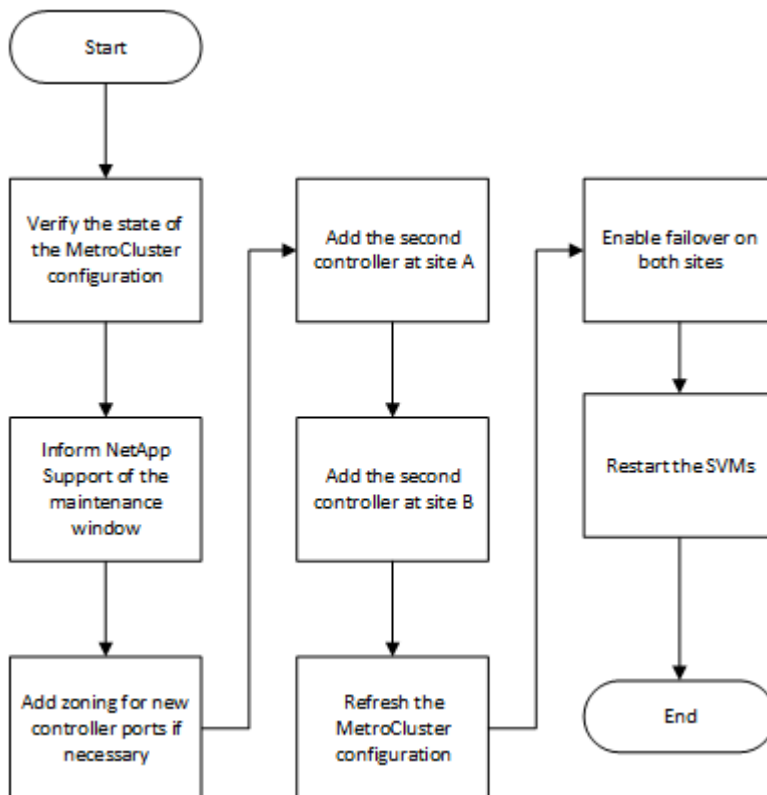 Start
Verify the state of
the MetroCluster
configuration
Inform NetApp
Support of the
maintenance
window
Add zoning for new
controller ports if
necessary
Add the second
controller at site A
Add the second
controller at site B
Refresh the
MetroCluster
configuration
Enable failover on
both sites
Restart the SVMs
End